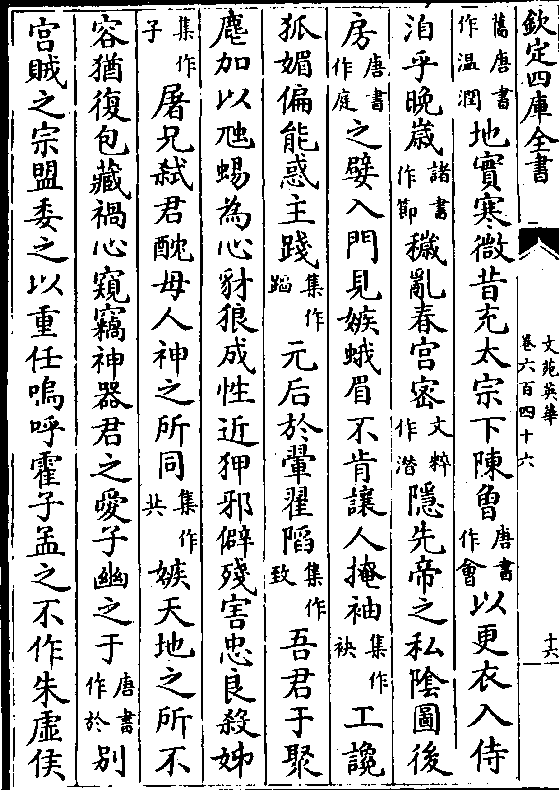 欽定四庫全書
文苑英華
卷六百四十六
十六
舊唐書作温潤地實寒微昔充太宗下陳曾唐書作會以更衣入侍
洎乎晚歳諸書作節穢亂春宫密文粹作潛隱先帝之私陰圖後
房唐書作庭之嬖入門見嫉蛾眉不肯讓人掩袖集作袂工讒
狐媚偏能惑主踐集作蹈元后於翬翟䧟集作致吾君于聚
麀加以虺蜴為心豺狼成性近狎邪僻殘害忠良殺姊
集作子屠兄弑君酖母人神之所同集作共嫉天地之所不
容猶復包藏禍心窺竊神器君之愛子幽之于唐書作於别
宫賊之宗盟委之以重任嗚呼霍子孟之不作朱虚侯